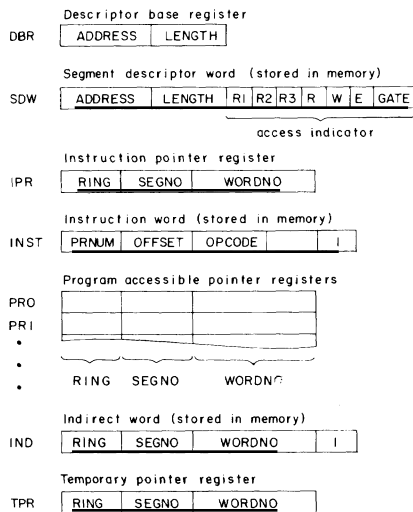 Descriptor base register
DBR ADDRESS LENGTH
Segment descriptor word (stored in memory)
SDW ADDRESS LENGTH R1 R2 R3 R W E GATE
access indicator
Instruction pointer register
IPR RING SEGNO WORDNO
Instruction word (stored in memory)
INST PRNUM OFFSET OPCODE I
Program accessible pointer registers
PR0
PR1
RING SEGNO WORDNO
Indirect word (stored in memory)
IND RING SEGNO WORDNO I
Temporary pointer register
TPR RING SEGNO WORDNO